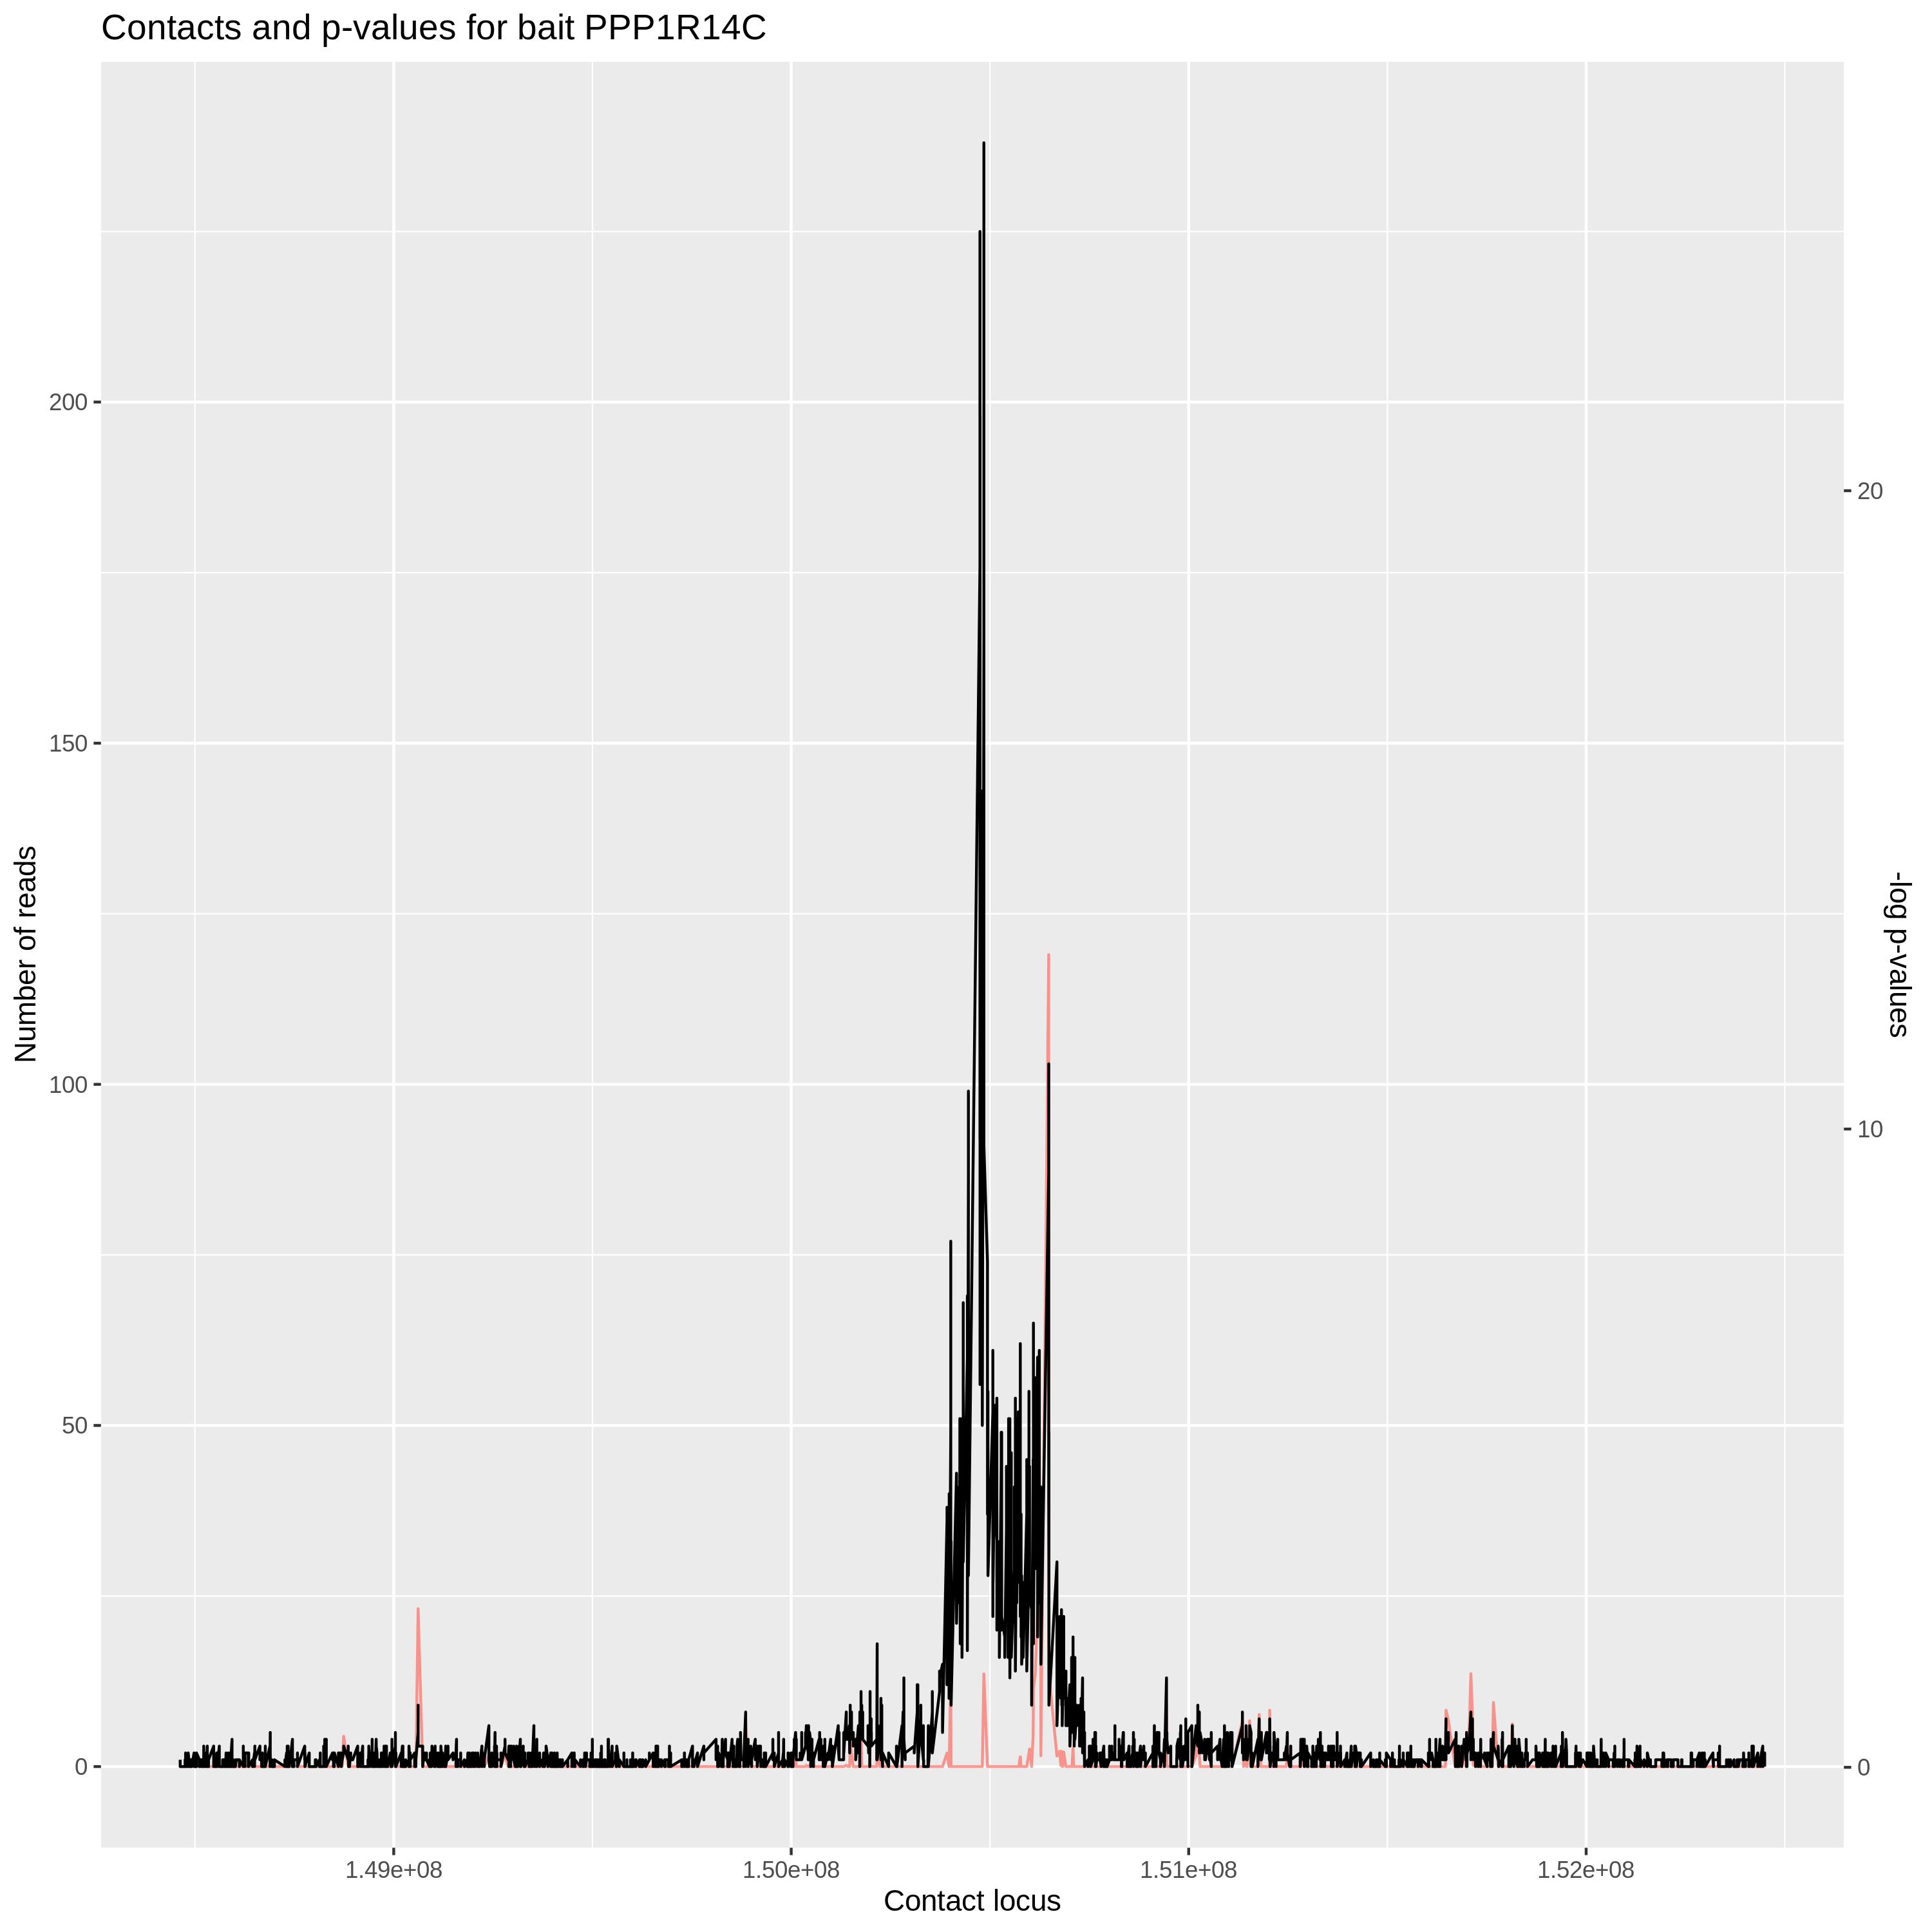 Contacts and p-values for bait PPP1R14C
200
150
100
50
0
Number of reads
20
10
0
-log p-values
1.49e+08
1.50e+08
1.51e+08
1.52e+08
Contact locus